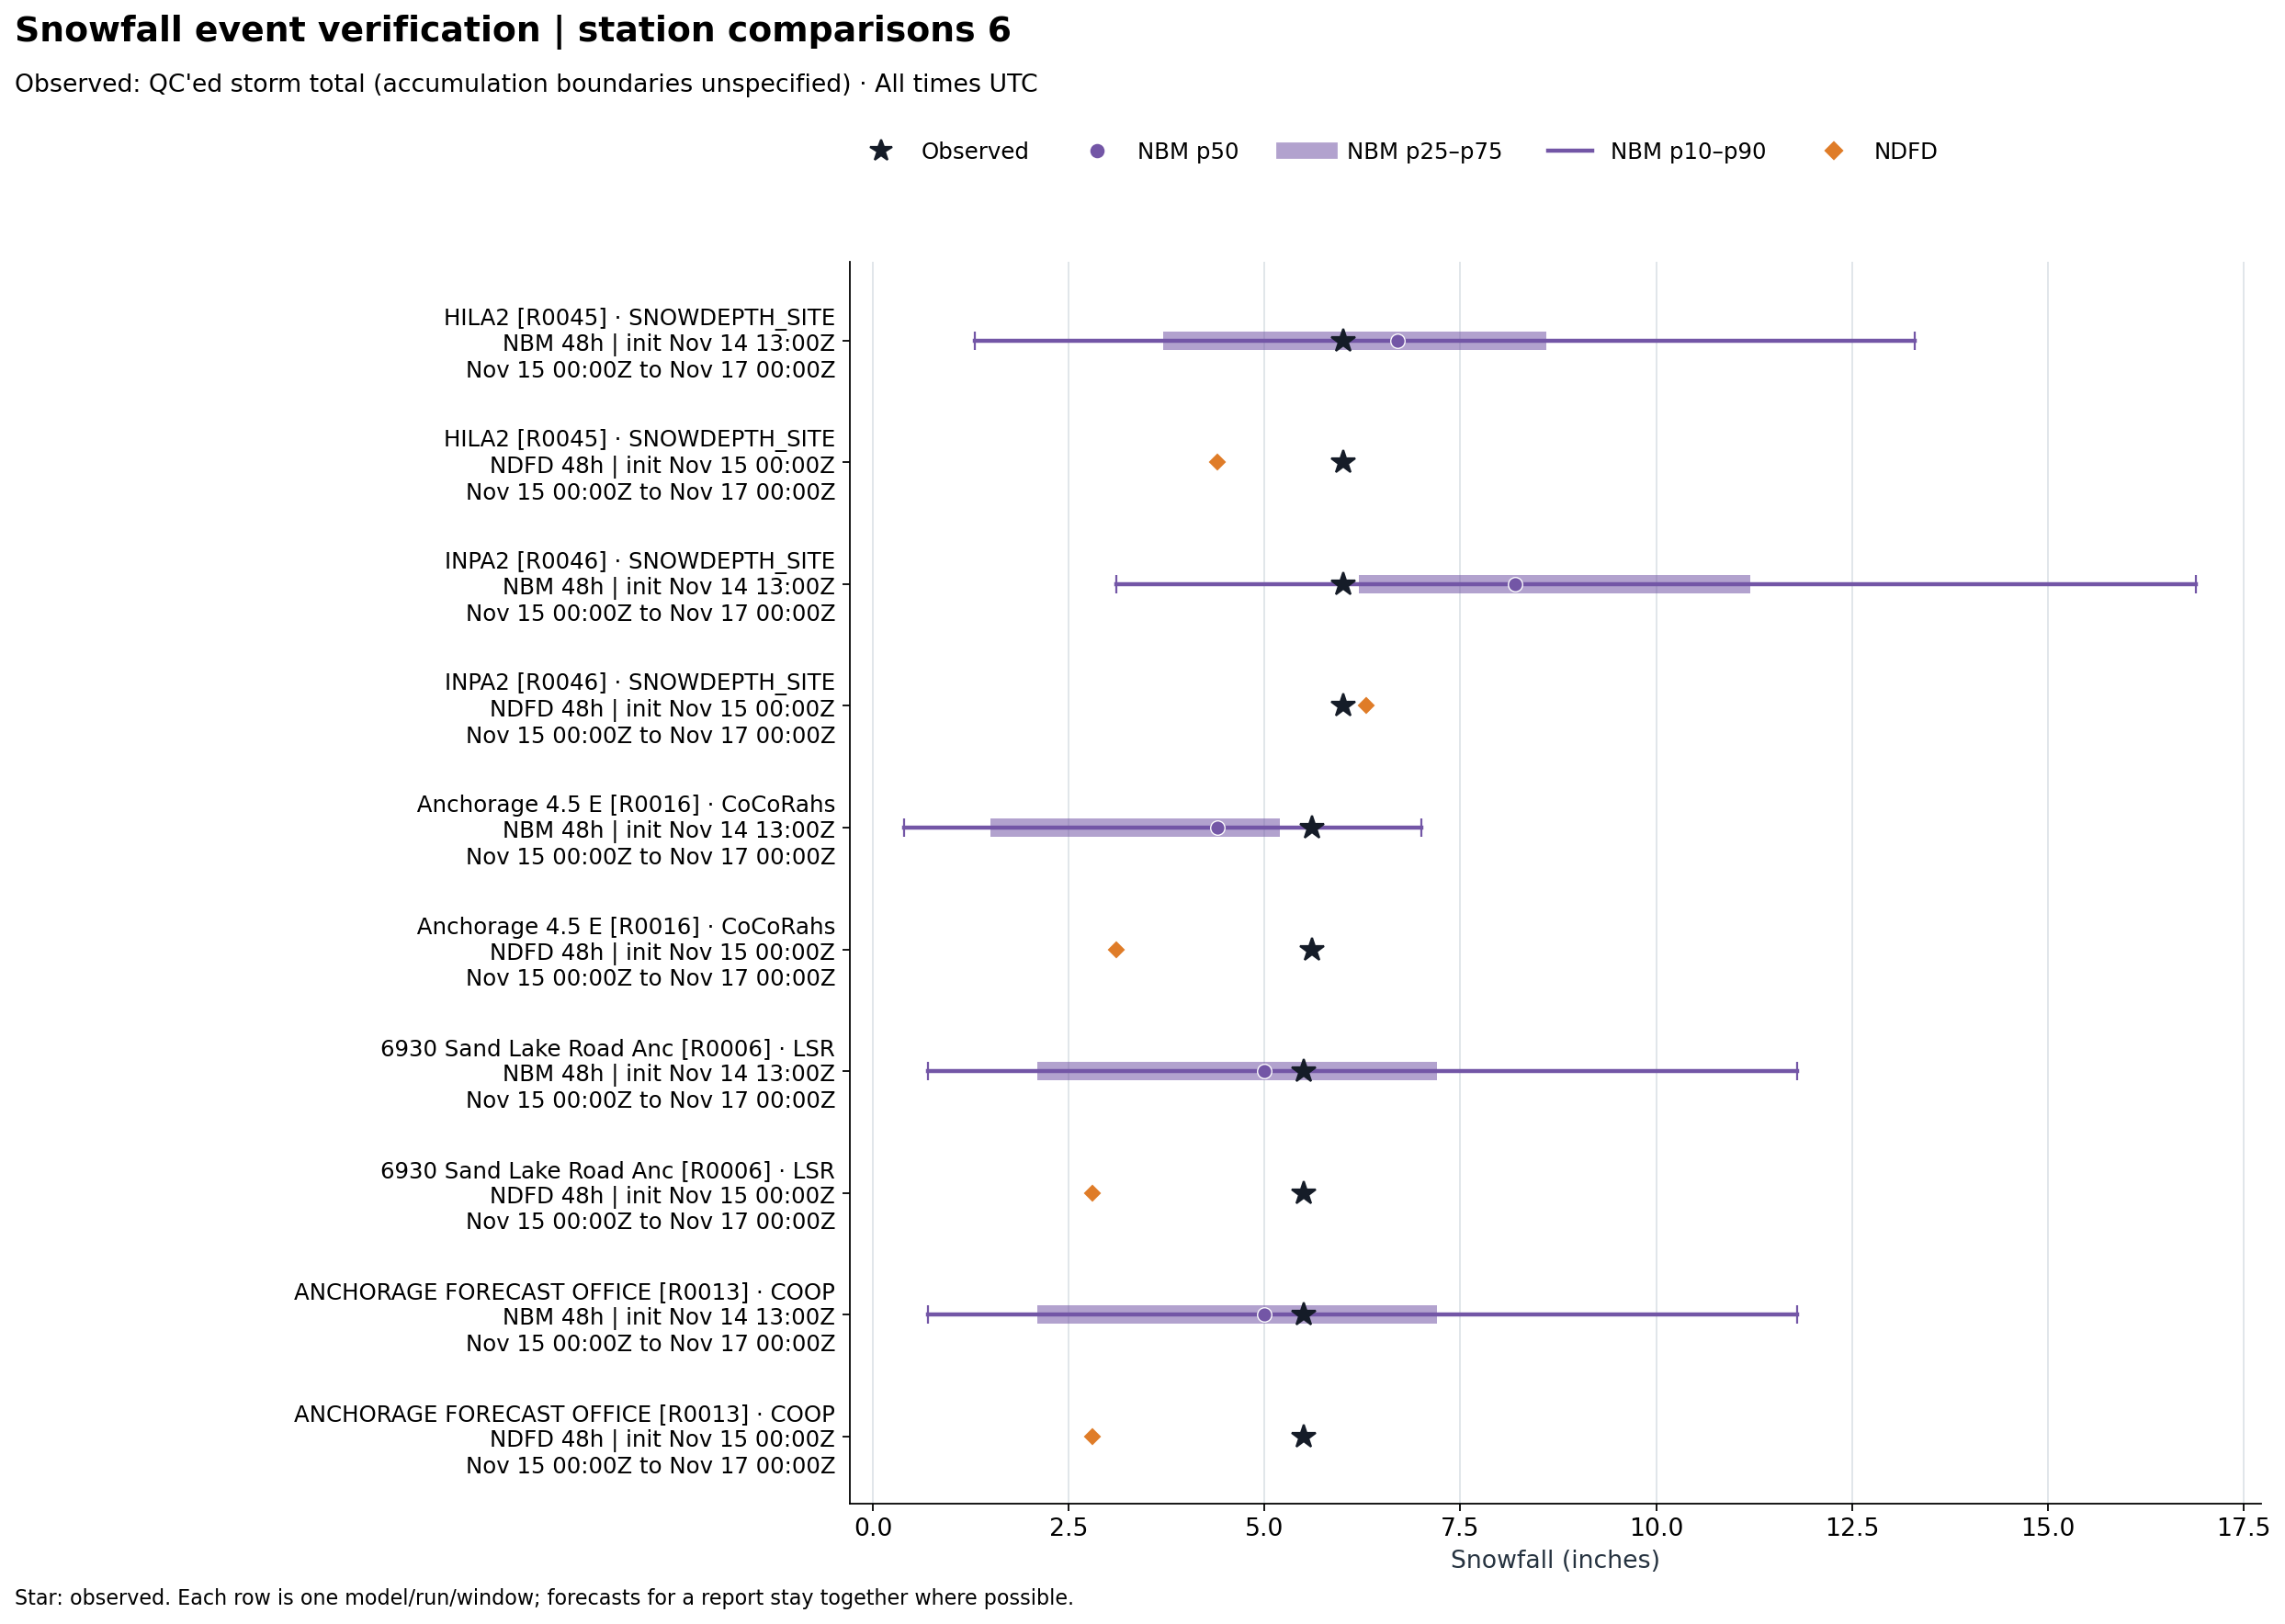 Snowfall event verification | station comparisons 6
Observed: QC'ed storm total (accumulation boundaries unspecified) · All times UTC
Observed
NBM p50
NBM p25–p75
NBM p10–p90
NDFD
HILA2 [R0045] · SNOWDEPTH_SITE
NBM 48h | init Nov 14 13:00Z
Nov 15 00:00Z to Nov 17 00:00Z
HILA2 [R0045] · SNOWDEPTH_SITE
NDFD 48h | init Nov 15 00:00Z
Nov 15 00:00Z to Nov 17 00:00Z
INPA2 [R0046] · SNOWDEPTH_SITE
NBM 48h | init Nov 14 13:00Z
Nov 15 00:00Z to Nov 17 00:00Z
INPA2 [R0046] · SNOWDEPTH_SITE
NDFD 48h | init Nov 15 00:00Z
Nov 15 00:00Z to Nov 17 00:00Z
Anchorage 4.5 E [R0016] · CoCoRahs
NBM 48h | init Nov 14 13:00Z
Nov 15 00:00Z to Nov 17 00:00Z
Anchorage 4.5 E [R0016] · CoCoRahs
NDFD 48h | init Nov 15 00:00Z
Nov 15 00:00Z to Nov 17 00:00Z
6930 Sand Lake Road Anc [R0006] · LSR
NBM 48h | init Nov 14 13:00Z
Nov 15 00:00Z to Nov 17 00:00Z
6930 Sand Lake Road Anc [R0006] · LSR
NDFD 48h | init Nov 15 00:00Z
Nov 15 00:00Z to Nov 17 00:00Z
ANCHORAGE FORECAST OFFICE [R0013] · COOP
NBM 48h | init Nov 14 13:00Z
Nov 15 00:00Z to Nov 17 00:00Z
ANCHORAGE FORECAST OFFICE [R0013] · COOP
NDFD 48h | init Nov 15 00:00Z
Nov 15 00:00Z to Nov 17 00:00Z
0.0 2.5 5.0 7.5 10.0 12.5 15.0 17.5
Snowfall (inches)
Star: observed. Each row is one model/run/window; forecasts for a report stay together where possible.